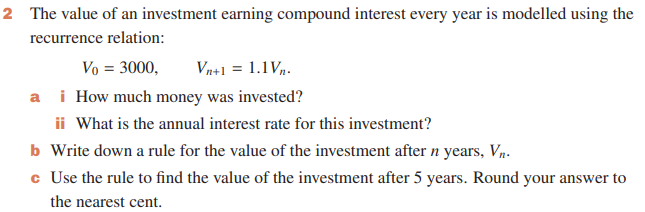 2 The value of an investment earning compound interest every year is modelled using the
recurrence relation:
V₀ = 3000, Vₙ₊₁ = 1.1Vₙ.
a i How much money was invested?
ii What is the annual interest rate for this investment?
b Write down a rule for the value of the investment after n years, Vₙ.
c Use the rule to find the value of the investment after 5 years. Round your answer to
the nearest cent.